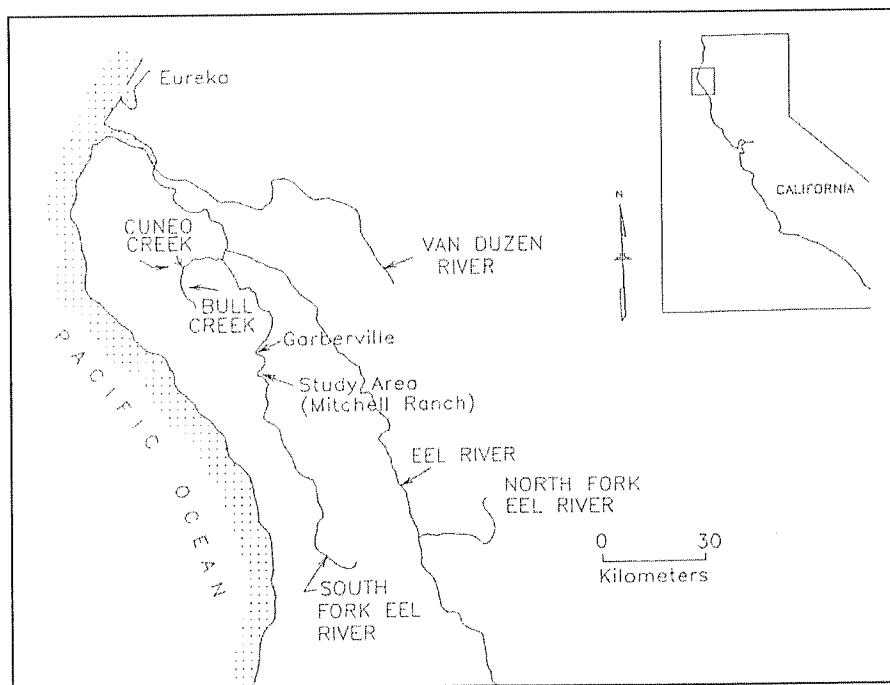 Eureka
N
CALIFORNIA
CUNEO
CREEK
VAN DUZEN
RIVER
BULL
CREEK
Garberville
Study Area
(Mitchell Ranch)
PACIFIC OCEAN
EEL RIVER
NORTH FORK
EEL RIVER
0 30
Kilometers
SOUTH
FORK EEL
RIVER